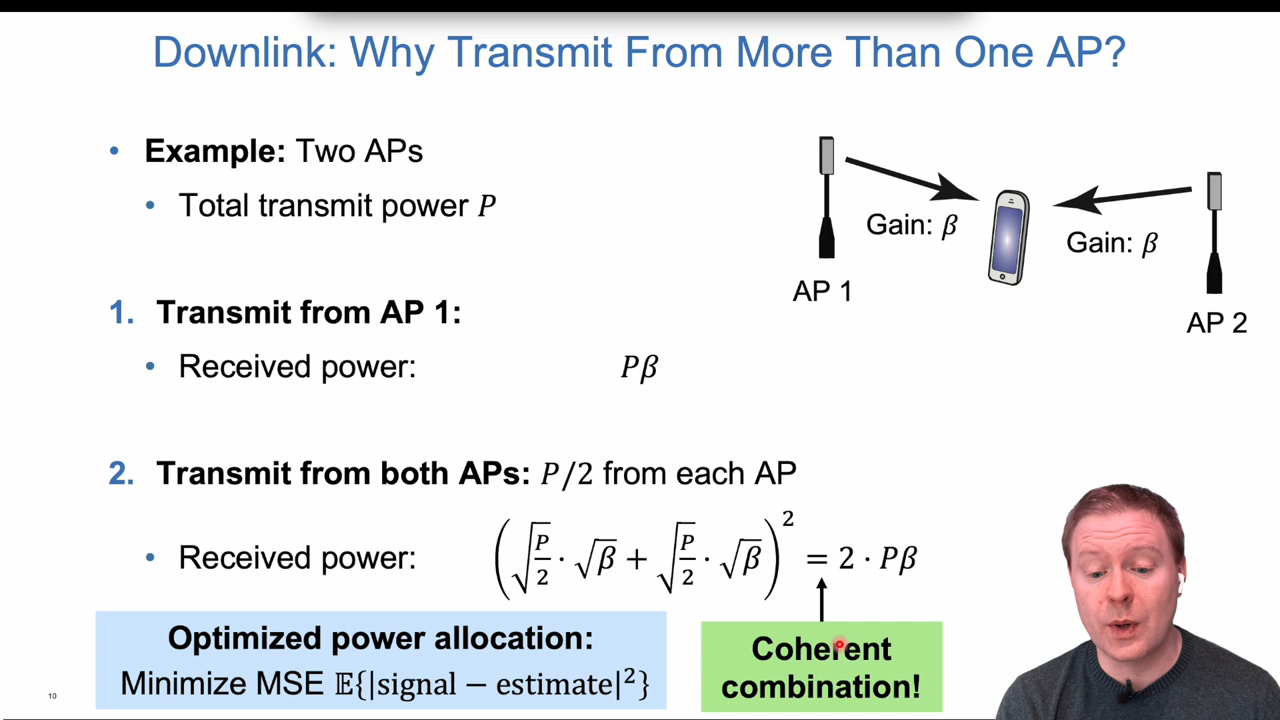 Downlink: Why Transmit From More Than One AP?
• Example: Two APs
• Total transmit power P
Gain: β
Gain: β
AP 1
AP 2
1. Transmit from AP 1:
• Received power: Pβ
2. Transmit from both APs: P/2 from each AP
• Received power: (√(P/2) · √β + √(P/2) · √β)² = 2 · Pβ
Optimized power allocation:
Minimize MSE 𝔼{|signal − estimate|²}
Coherent
combination!
10